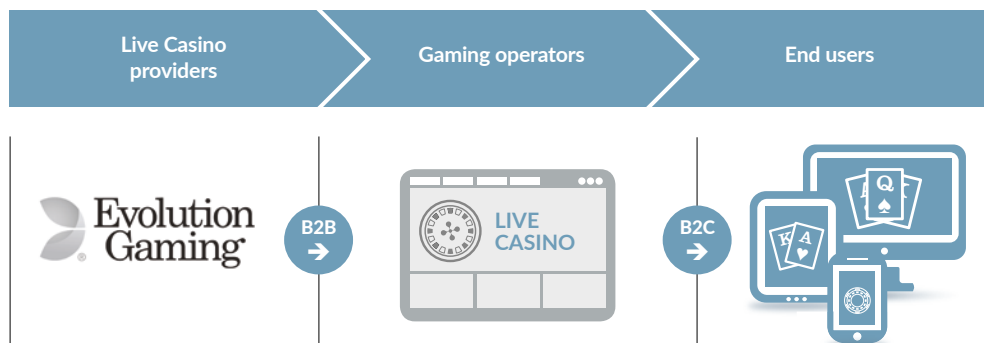 Live Casino
providers
Gaming operators
End users
Evolution
Gaming®
B2B
LIVE
CASINO
B2C
K
A
Q
♠
A
♥